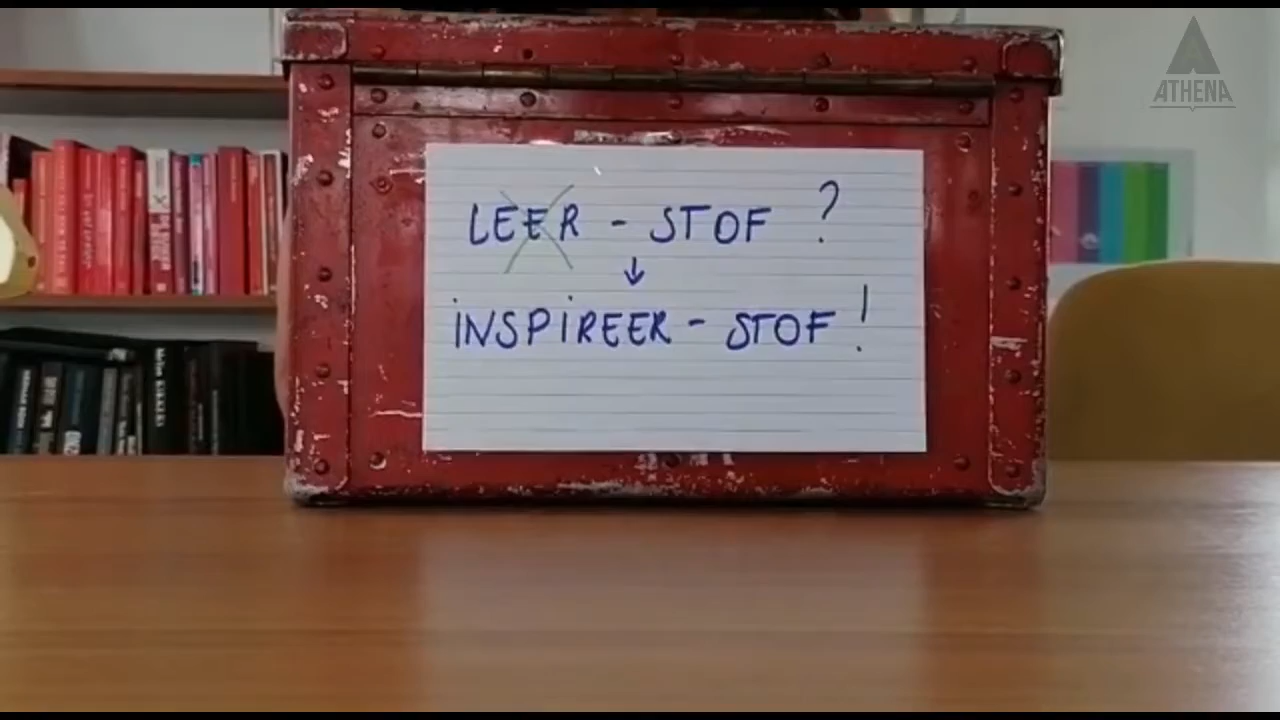 ATHENA
LEER - STOF ?
↓
INSPIREER - STOF !